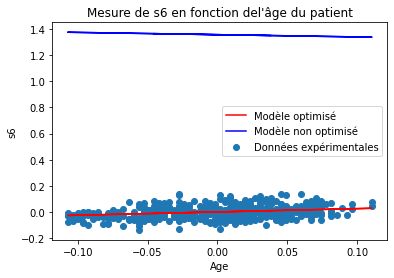 Mesure de s6 en fonction del'âge du patient
s6
1.4
1.2
1.0
0.8
0.6
0.4
0.2
0.0
−0.2
Modèle optimisé
Modèle non optimisé
Données expérimentales
−0.10
−0.05
0.00
0.05
0.10
Age